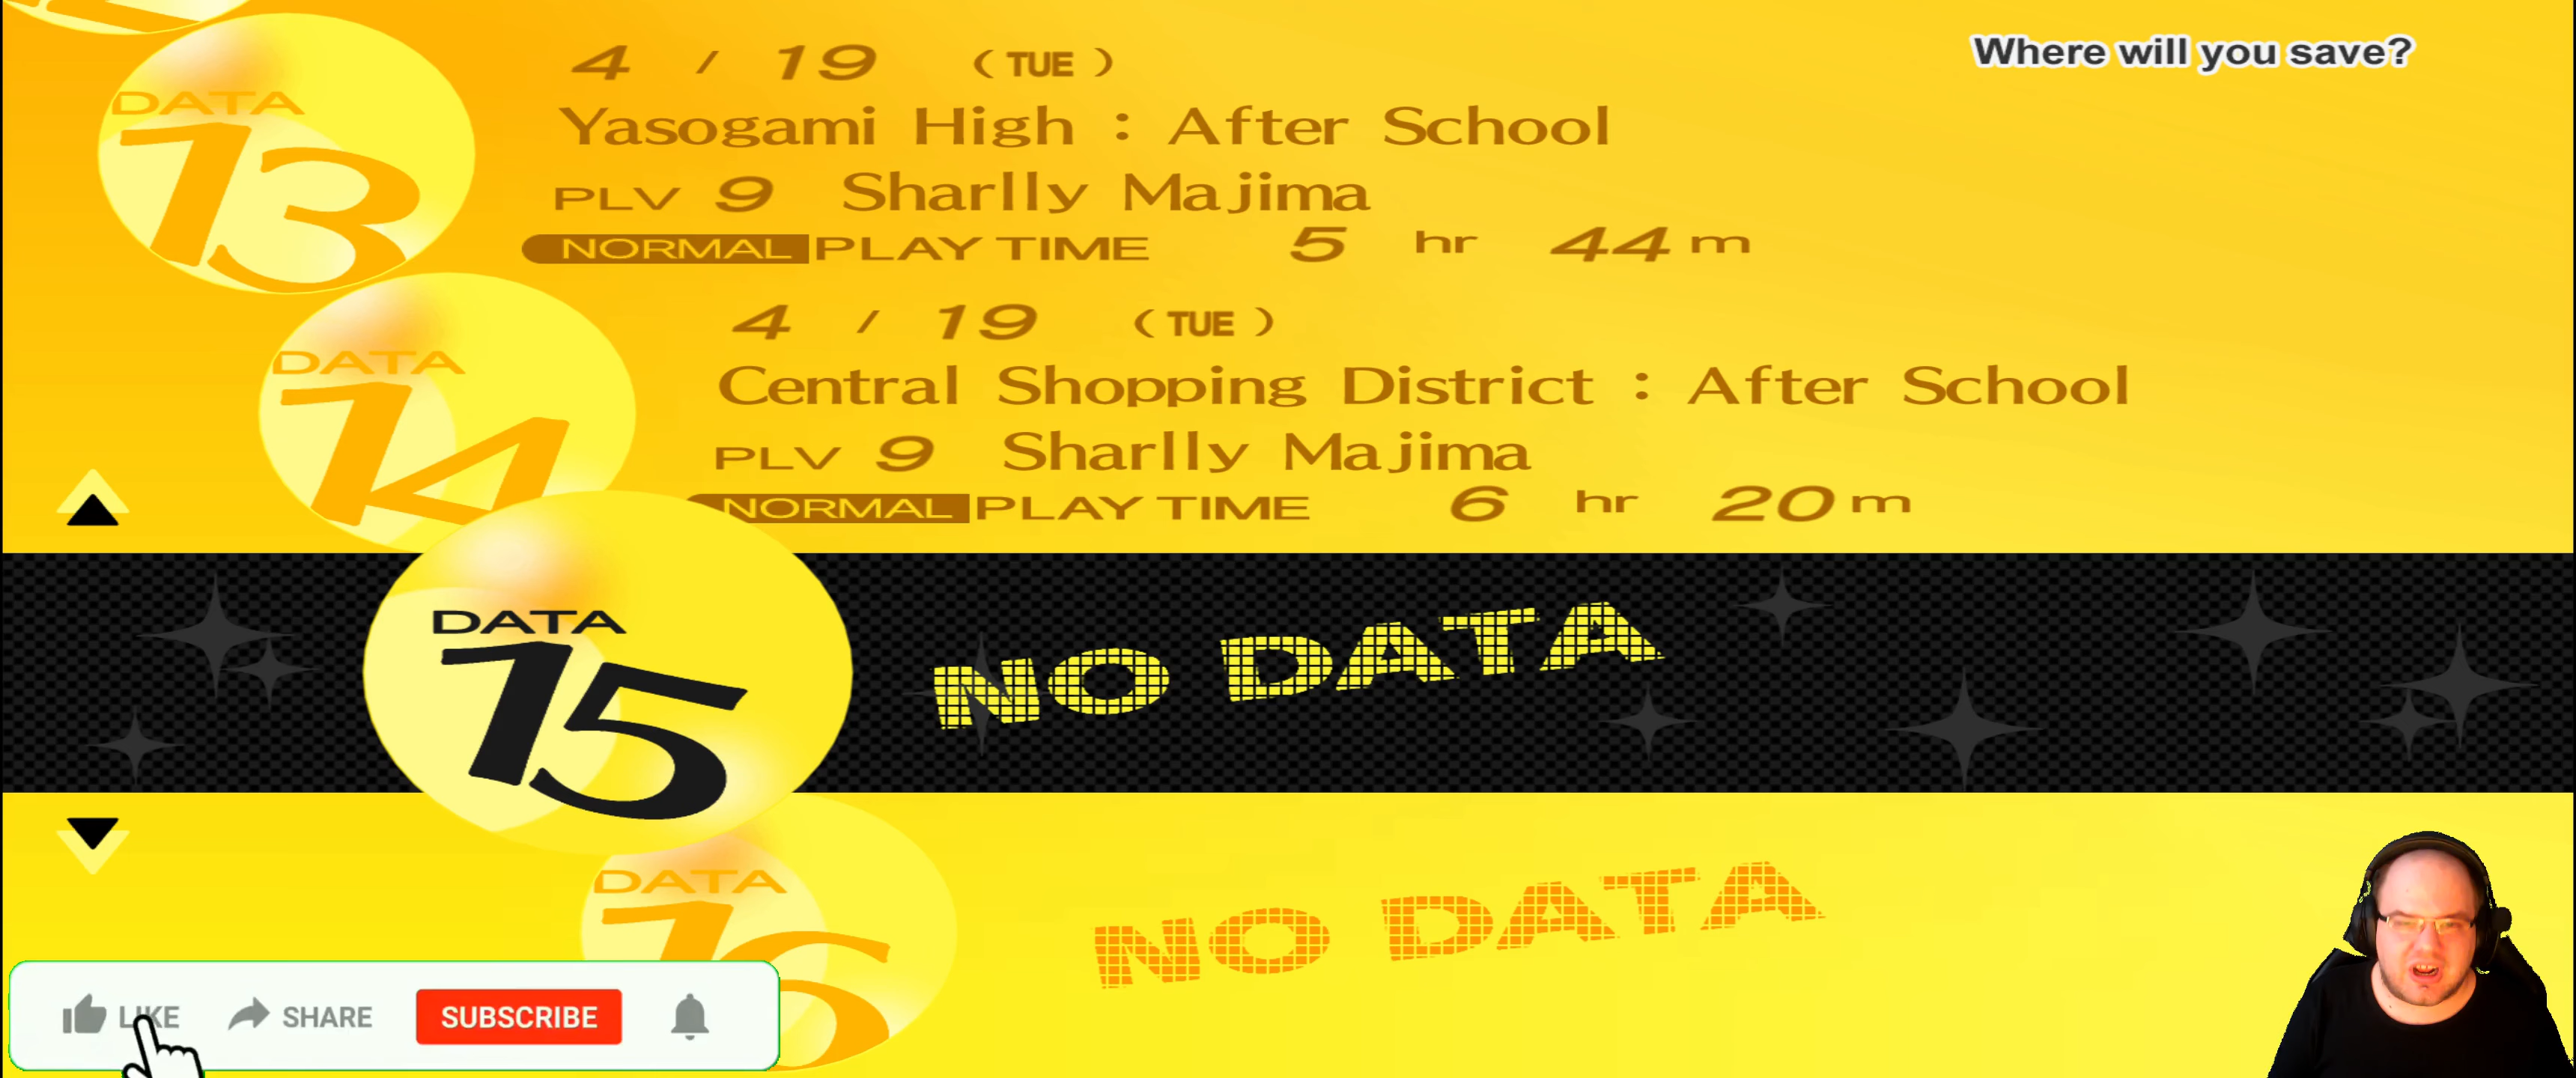 Where will you save?
DATA
13
4 / 19 ( TUE )
Yasogami High : After School
PLV 9 Sharlly Majima
NORMAL PLAY TIME 5 hr 44 m
DATA
14
4 / 19 ( TUE )
Central Shopping District : After School
PLV 9 Sharlly Majima
NORMAL PLAY TIME 6 hr 20 m
DATA
15
NO DATA
DATA
16
NO DATA
LIKE SHARE SUBSCRIBE